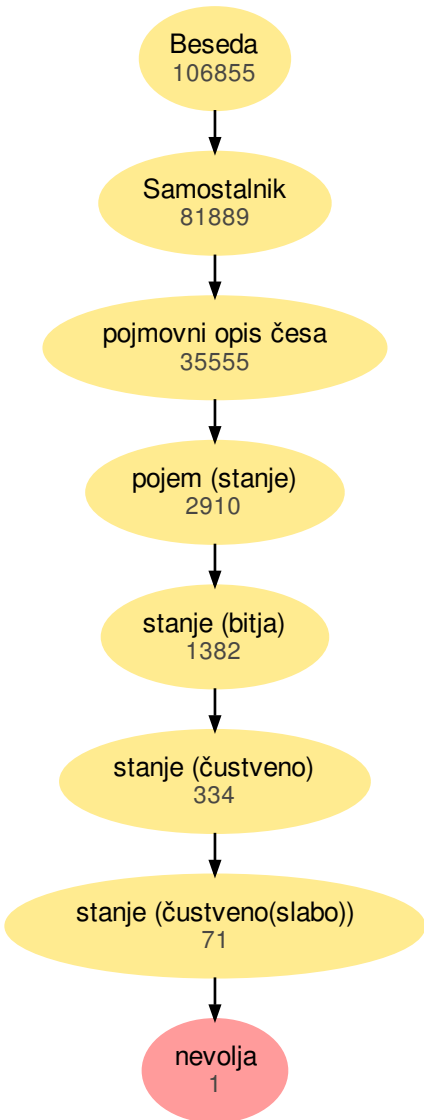 Beseda
106855
Samostalnik
81889
pojmovni opis česa
35555
pojem (stanje)
2910
stanje (bitja)
1382
stanje (čustveno)
334
stanje (čustveno(slabo))
71
nevolja
1